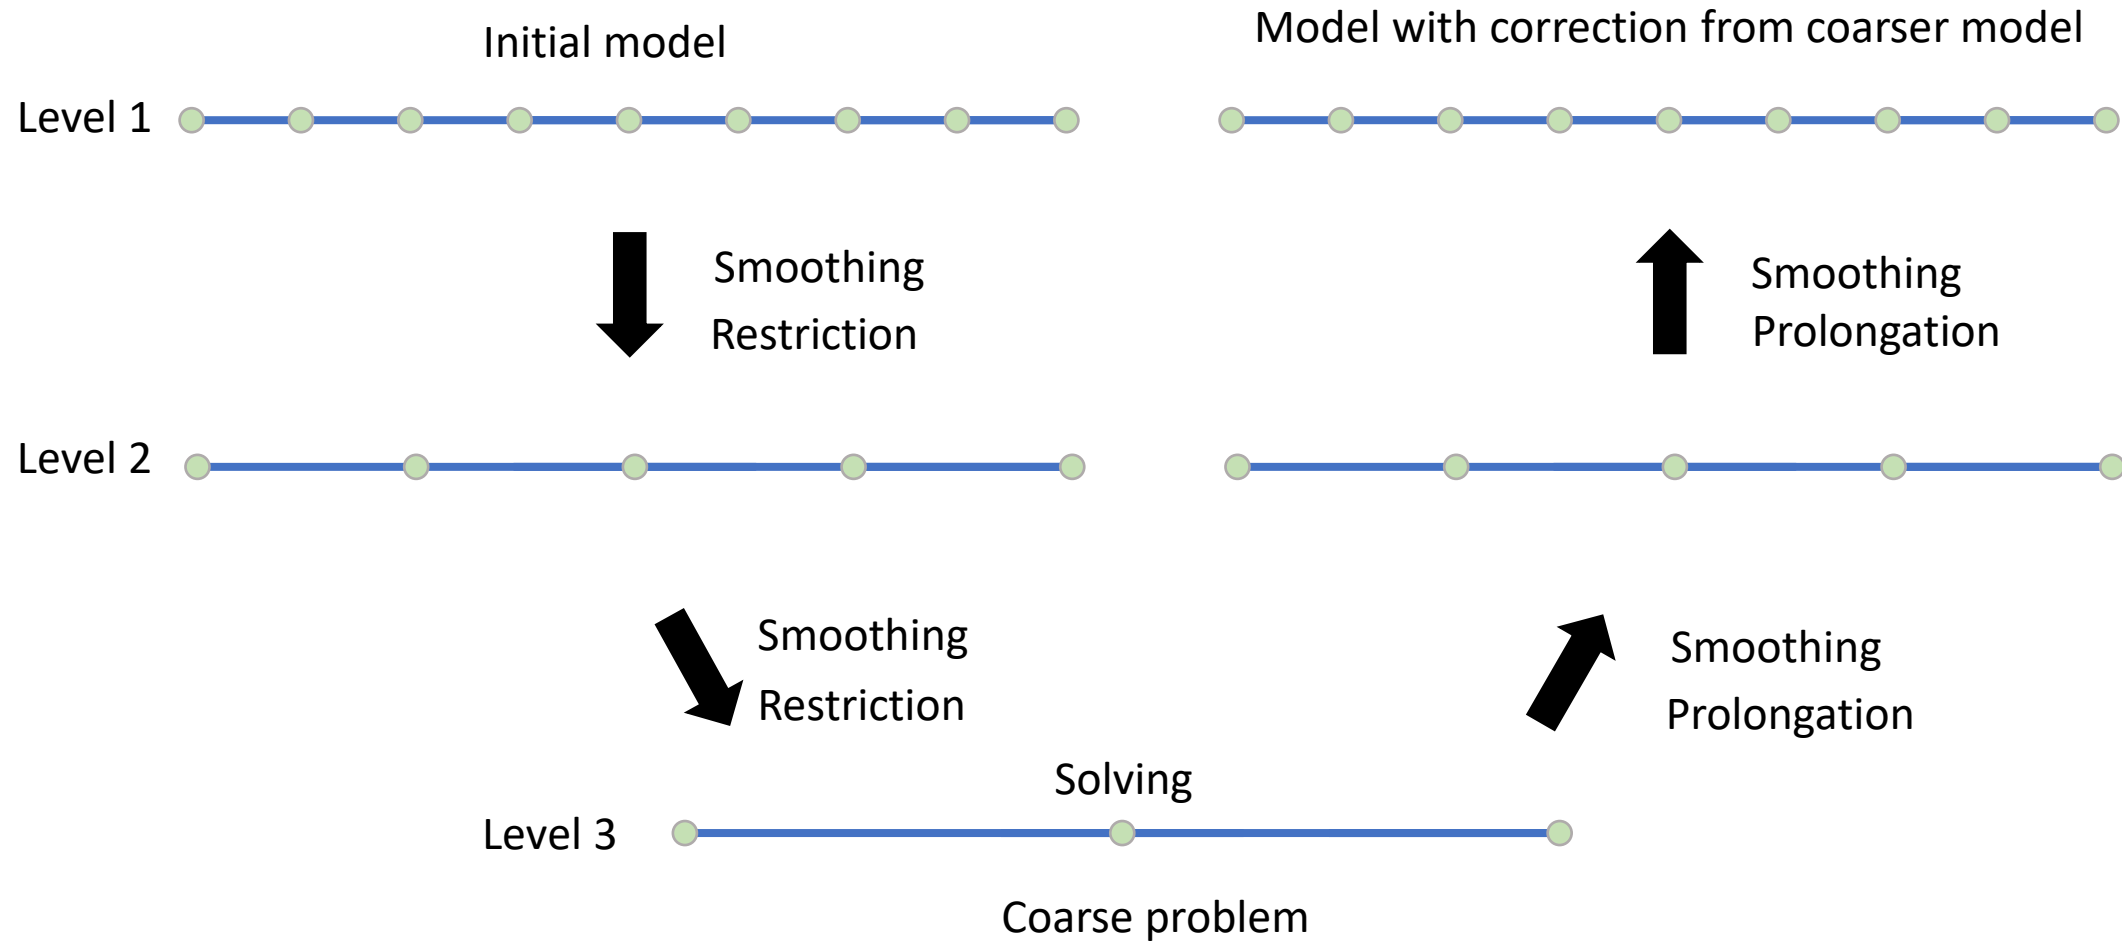 Initial model
Model with correction from coarser model
Level 1
Smoothing
Restriction
Smoothing
Prolongation
Level 2
Smoothing
Restriction
Smoothing
Prolongation
Solving
Level 3
Coarse problem